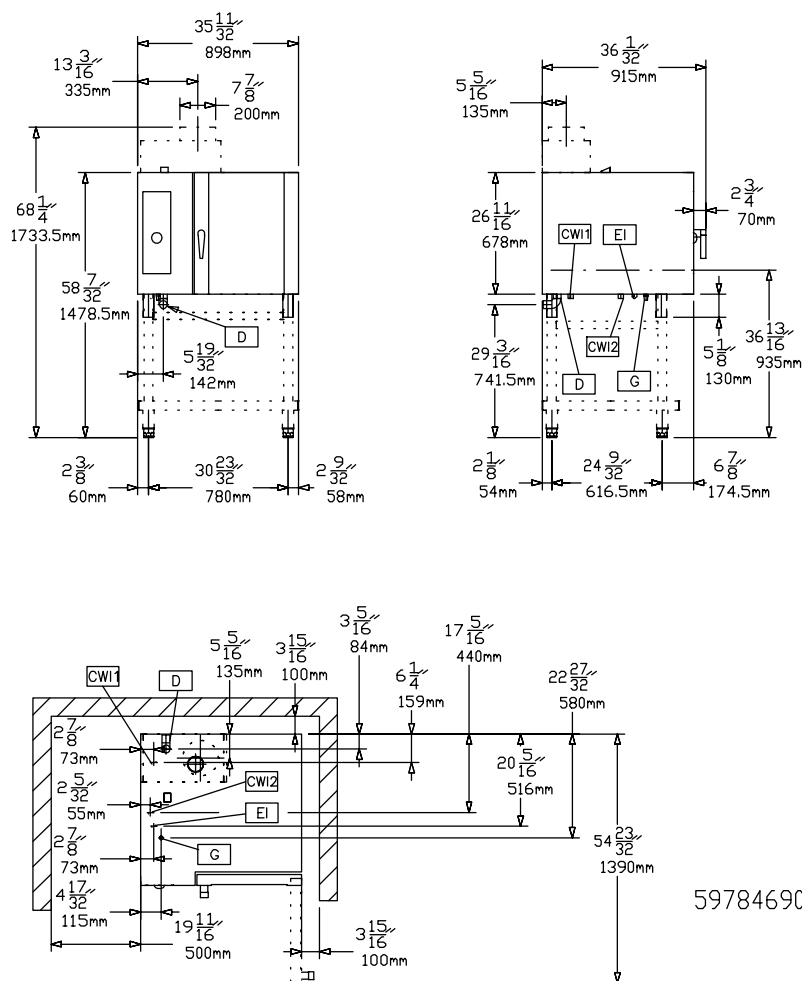 35 11/32″
898mm
13 3/16″
335mm
7 7/8″
200mm
68 1/4″
1733.5mm
58 7/32″
1478.5mm
D
5 19/32″
142mm
2 3/8″
60mm
30 23/32″
780mm
2 9/32″
58mm
36 1/32″
915mm
5 5/16″
135mm
2 3/4″
70mm
26 11/16″
678mm
CWI1
EI
CWI2
D
G
29 3/16″
741.5mm
5 1/8″
130mm
36 13/16″
935mm
2 1/8″
54mm
24 9/32″
616.5mm
6 7/8″
174.5mm
5 5/16″
135mm
3 15/16″
100mm
3 5/16″
84mm
6 1/4″
159mm
17 5/16″
440mm
22 27/32″
580mm
CWI1
D
2 7/8″
73mm
2 5/32″
55mm
CWI2
EI
20 5/16″
516mm
2 7/8″
73mm
G
54 23/32″
1390mm
4 17/32″
115mm
19 11/16″
500mm
3 15/16″
100mm
59784690